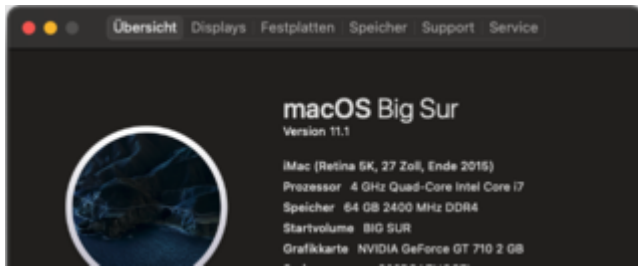 Übersicht Displays Festplatten Speicher Support Service
macOS Big Sur
Version 11.1
iMac (Retina 5K, 27 Zoll, Ende 2015)
Prozessor 4 GHz Quad-Core Intel Core i7
Speicher 64 GB 2400 MHz DDR4
Startvolume BIG SUR
Grafikkarte NVIDIA GeForce GT 710 2 GB